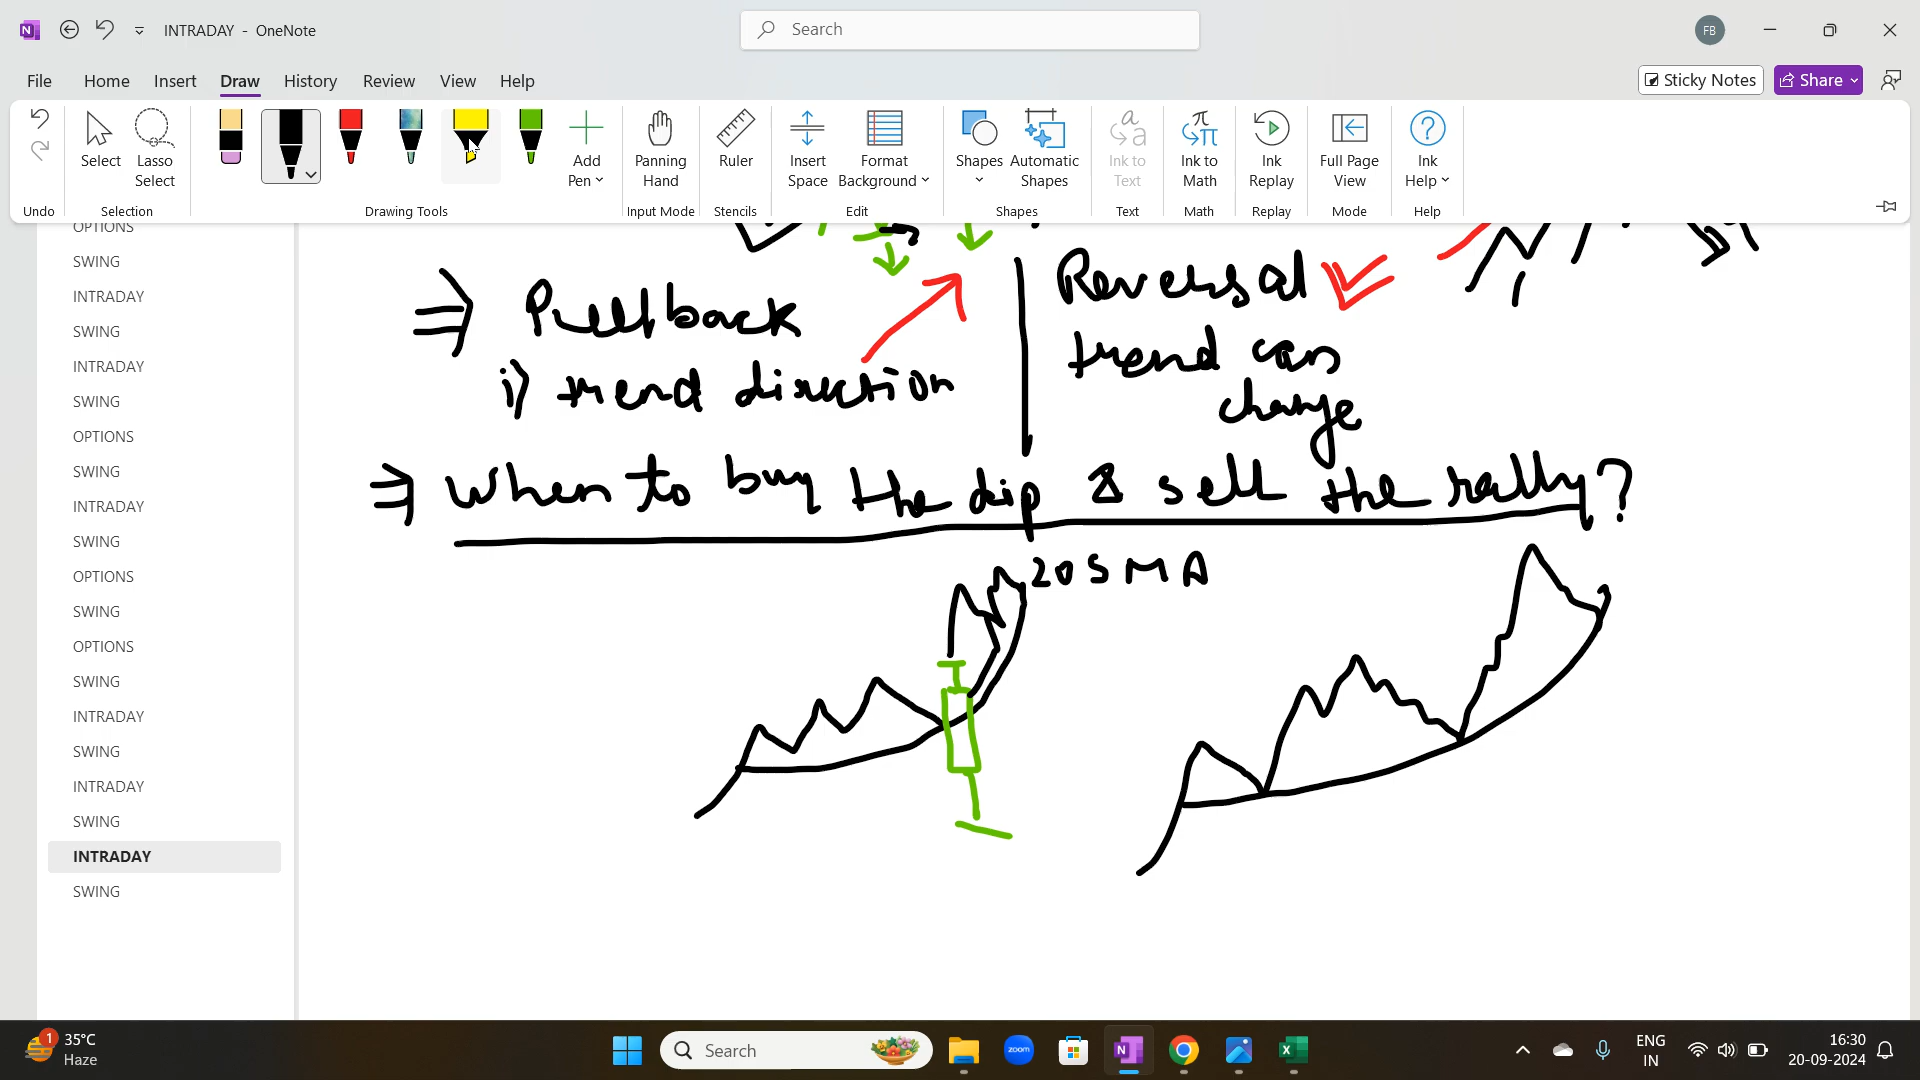 INTRADAY - OneNote
Search
FB
File Home Insert Draw History Review View Help
Sticky Notes
Share
Select
Lasso Select
Add Pen
Panning Hand
Ruler
Insert Space
Format Background
Shapes
Automatic Shapes
Ink to Text
Ink to Math
Ink Replay
Full Page View
Ink Help
Undo
Selection
Drawing Tools
Input Mode
Stencils
Edit
Shapes
Text
Math
Replay
Mode
Help
OPTIONS
SWING
INTRADAY
SWING
INTRADAY
SWING
OPTIONS
SWING
INTRADAY
SWING
OPTIONS
SWING
OPTIONS
SWING
INTRADAY
SWING
INTRADAY
SWING
INTRADAY
SWING
⇒ Pullback
i) trend direction
Reversal
trend can
change
⇒ When to buy the dip & sell the rally?
20 SMA
1
35°C
Haze
Search
zoom
ENG
IN
16:30
20-09-2024